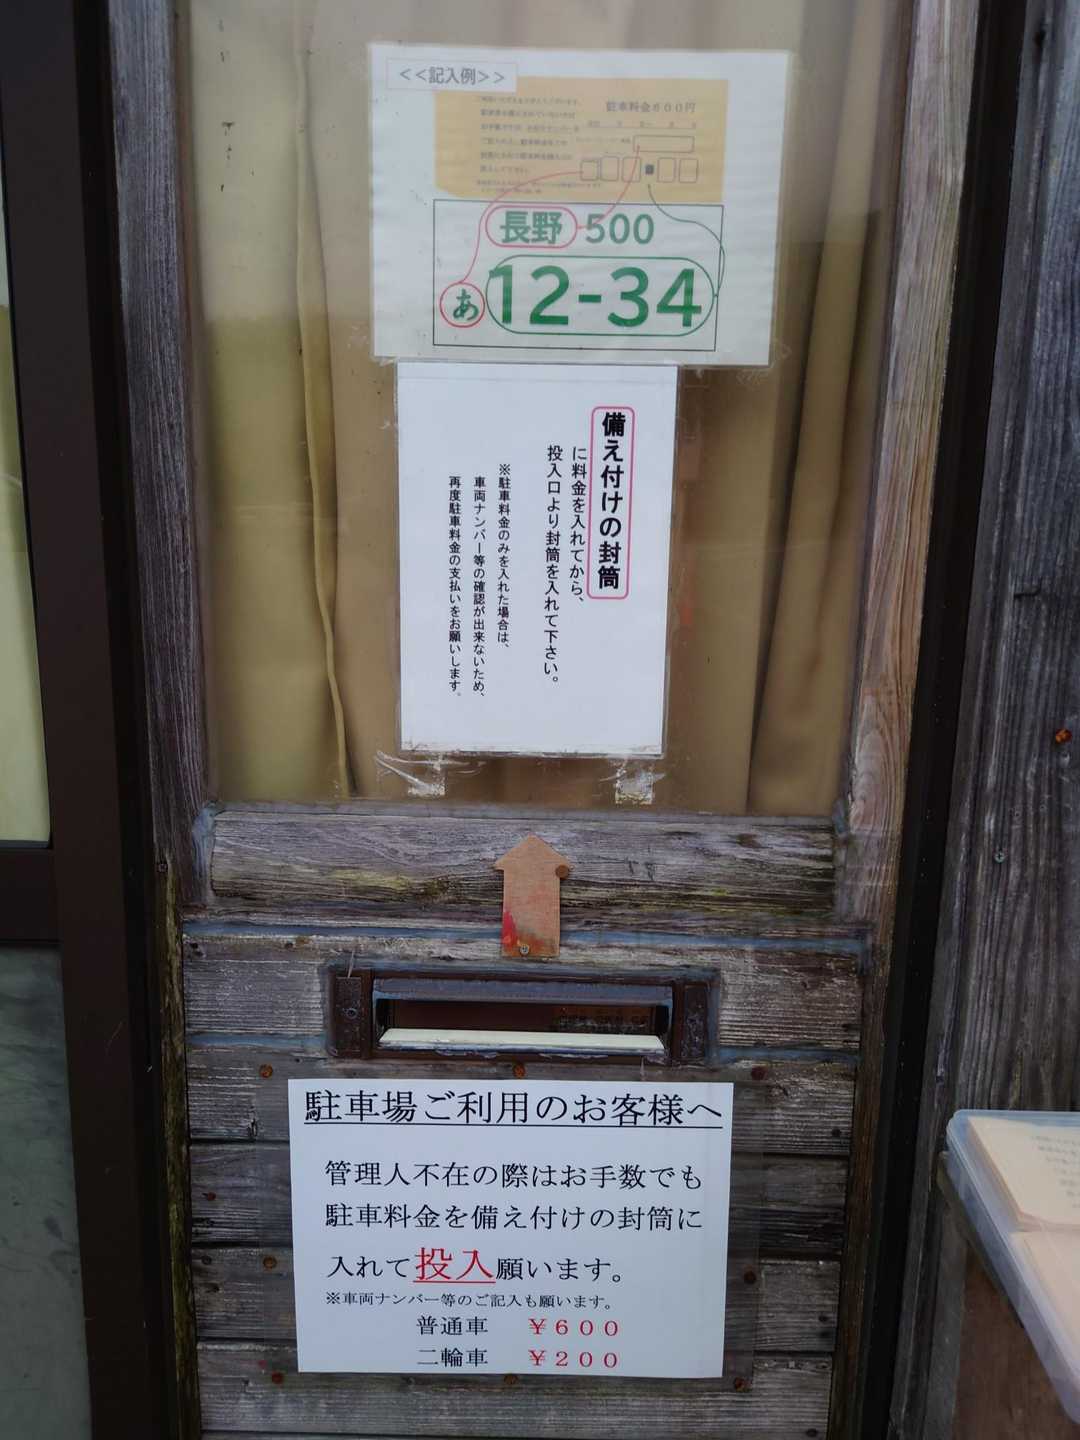 <<記入例>>
駐車料金600円
長野 500
あ 12-34
備え付けの封筒
に料金を入れてから、
投入口より封筒を入れて下さい。
※駐車料金のみを入れた場合は、
車両ナンバー等の確認が出来ないため、
再度駐車料金の支払いをお願いします。
駐車場ご利用のお客様へ
管理人不在の際はお手数でも
駐車料金を備え付けの封筒に
入れて投入願います。
※車両ナンバー等のご記入も願います。
普通車 ￥600
二輪車 ￥200